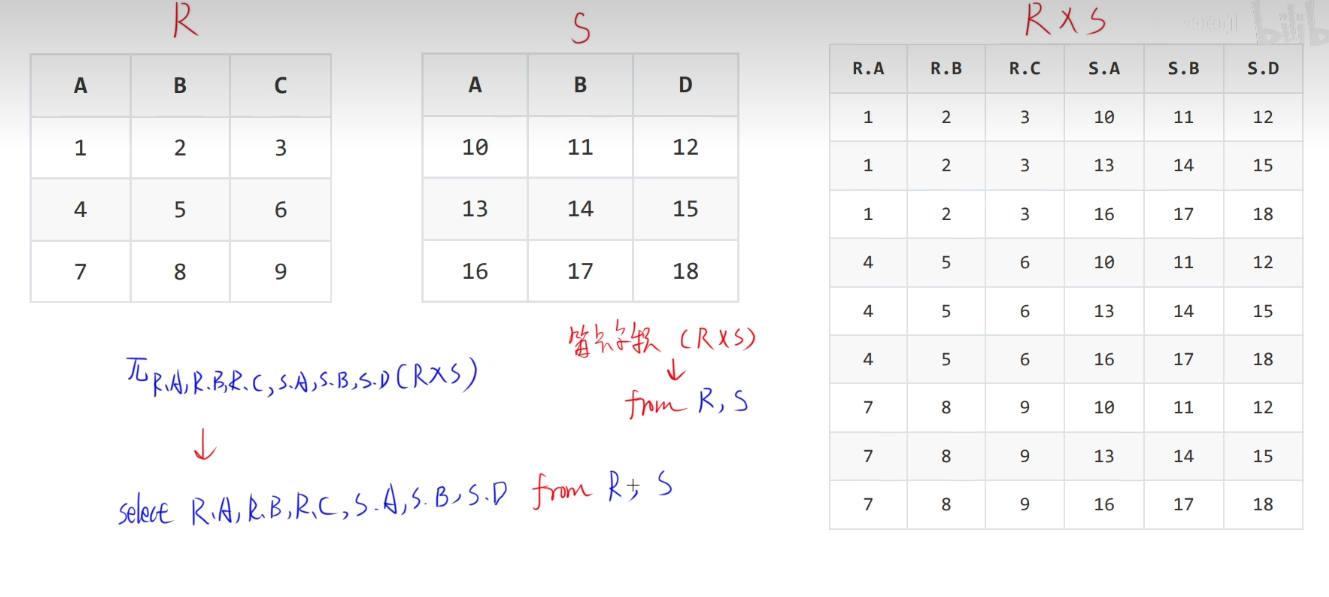 R
A B C
1 2 3
4 5 6
7 8 9
S
A B D
10 11 12
13 14 15
16 17 18
R×S
R.A R.B R.C S.A S.B S.D
1 2 3 10 11 12
1 2 3 13 14 15
1 2 3 16 17 18
4 5 6 10 11 12
4 5 6 13 14 15
4 5 6 16 17 18
7 8 9 10 11 12
7 8 9 13 14 15
7 8 9 16 17 18
笛卡尔积 (R×S)
↓
from R, S
π R.A, R.B, R.C, S.A, S.B, S.D (R×S)
↓
select R.A, R.B, R.C, S.A, S.B, S.D from R, S